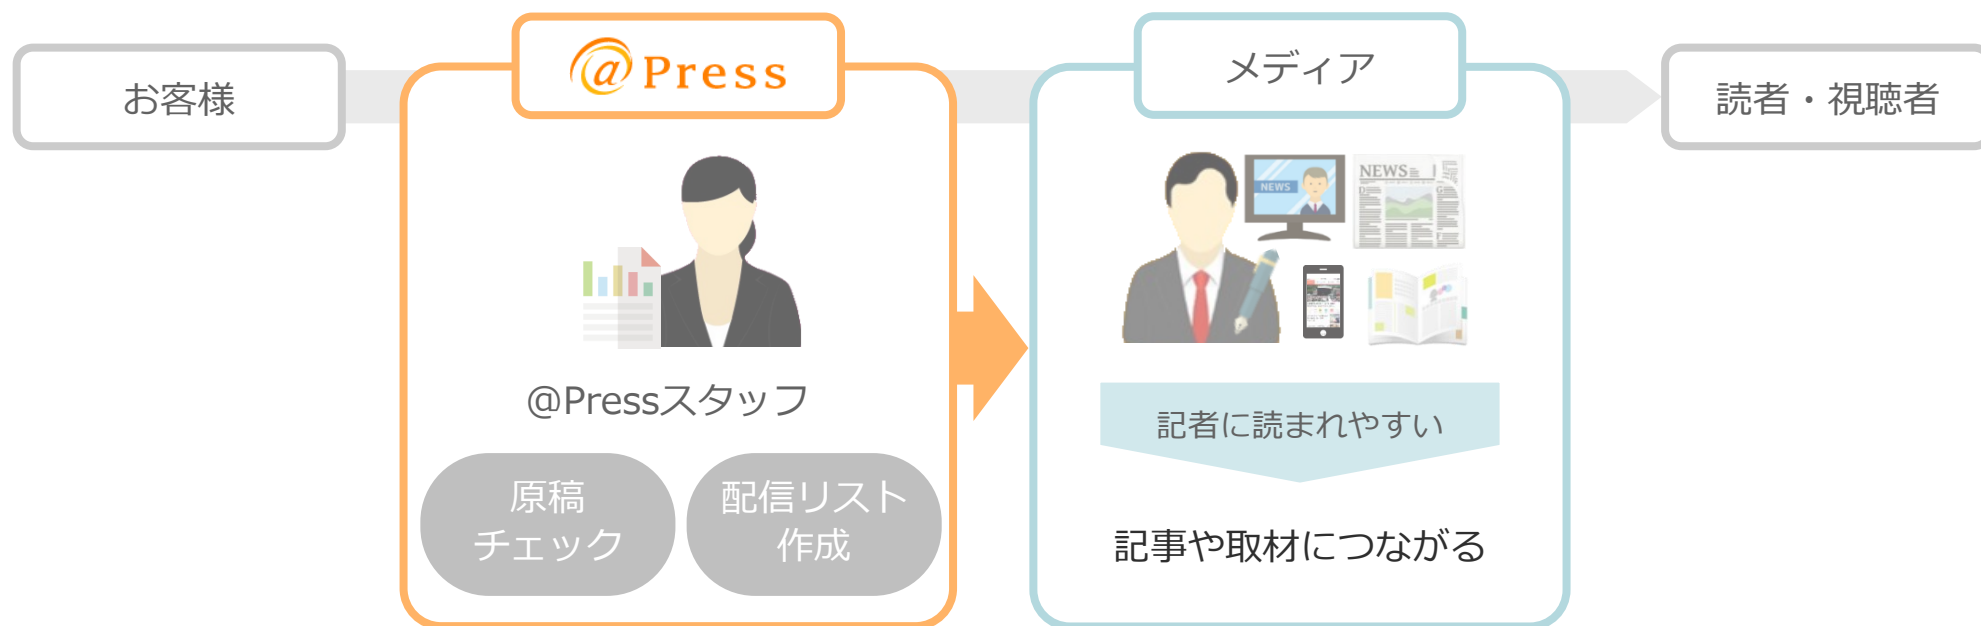 お客様
@Press
メディア
読者・視聴者
NEWS
NEWS
@Pressスタッフ
記者に読まれやすい
原稿
チェック
配信リスト
作成
記事や取材につながる